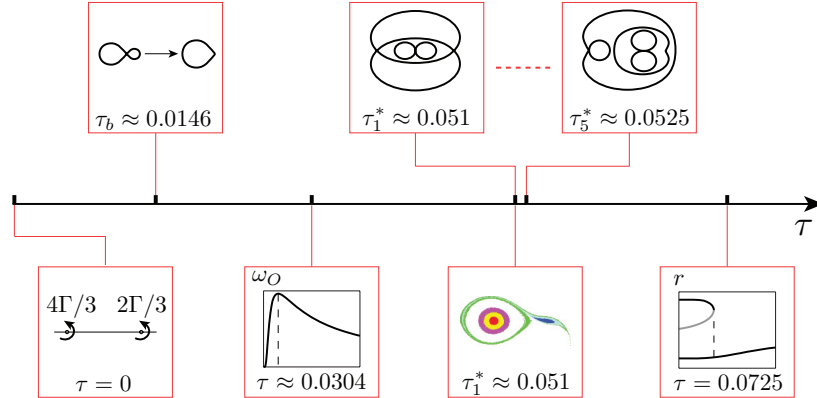 τ_b ≈ 0.0146
τ_1^* ≈ 0.051
τ_5^* ≈ 0.0525
τ
4Γ/3 2Γ/3
τ = 0
ω_O
τ ≈ 0.0304
τ_1^* ≈ 0.051
r
τ = 0.0725